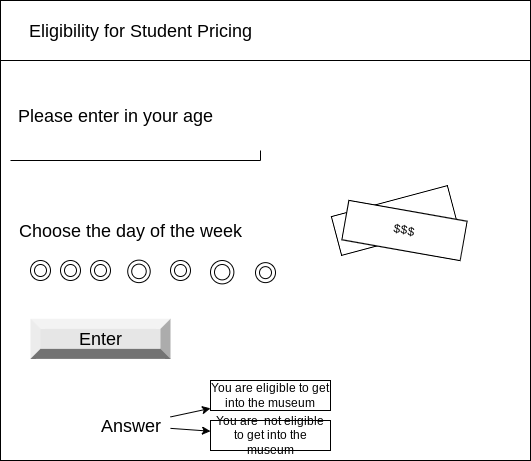 Eligibility for Student Pricing
Please enter in your age
$$$
Choose the day of the week
Enter
You are eligible to get
into the museum
Answer
You are  not eligible
to get into the
museum